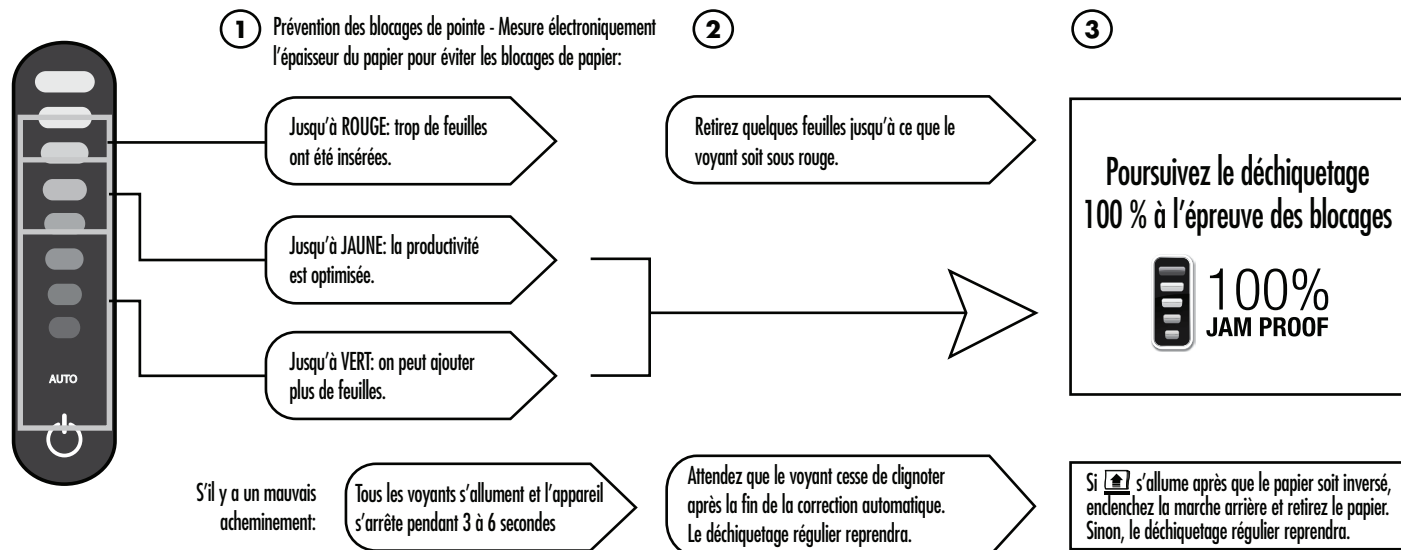 1 Prévention des blocages de pointe - Mesure électroniquement
l'épaisseur du papier pour éviter les blocages de papier:
Jusqu'à ROUGE: trop de feuilles
ont été insérées.
Jusqu'à JAUNE: la productivité
est optimisée.
Jusqu'à VERT: on peut ajouter
plus de feuilles.
AUTO
2
Retirez quelques feuilles jusqu'à ce que le
voyant soit sous rouge.
3
Poursuivez le déchiquetage
100 % à l'épreuve des blocages
100%
JAM PROOF
S'il y a un mauvais
acheminement:
Tous les voyants s'allument et l'appareil
s'arrête pendant 3 à 6 secondes
Attendez que le voyant cesse de clignoter
après la fin de la correction automatique.
Le déchiquetage régulier reprendra.
Si s'allume après que le papier soit inversé,
enclenchez la marche arrière et retirez le papier.
Sinon, le déchiquetage régulier reprendra.